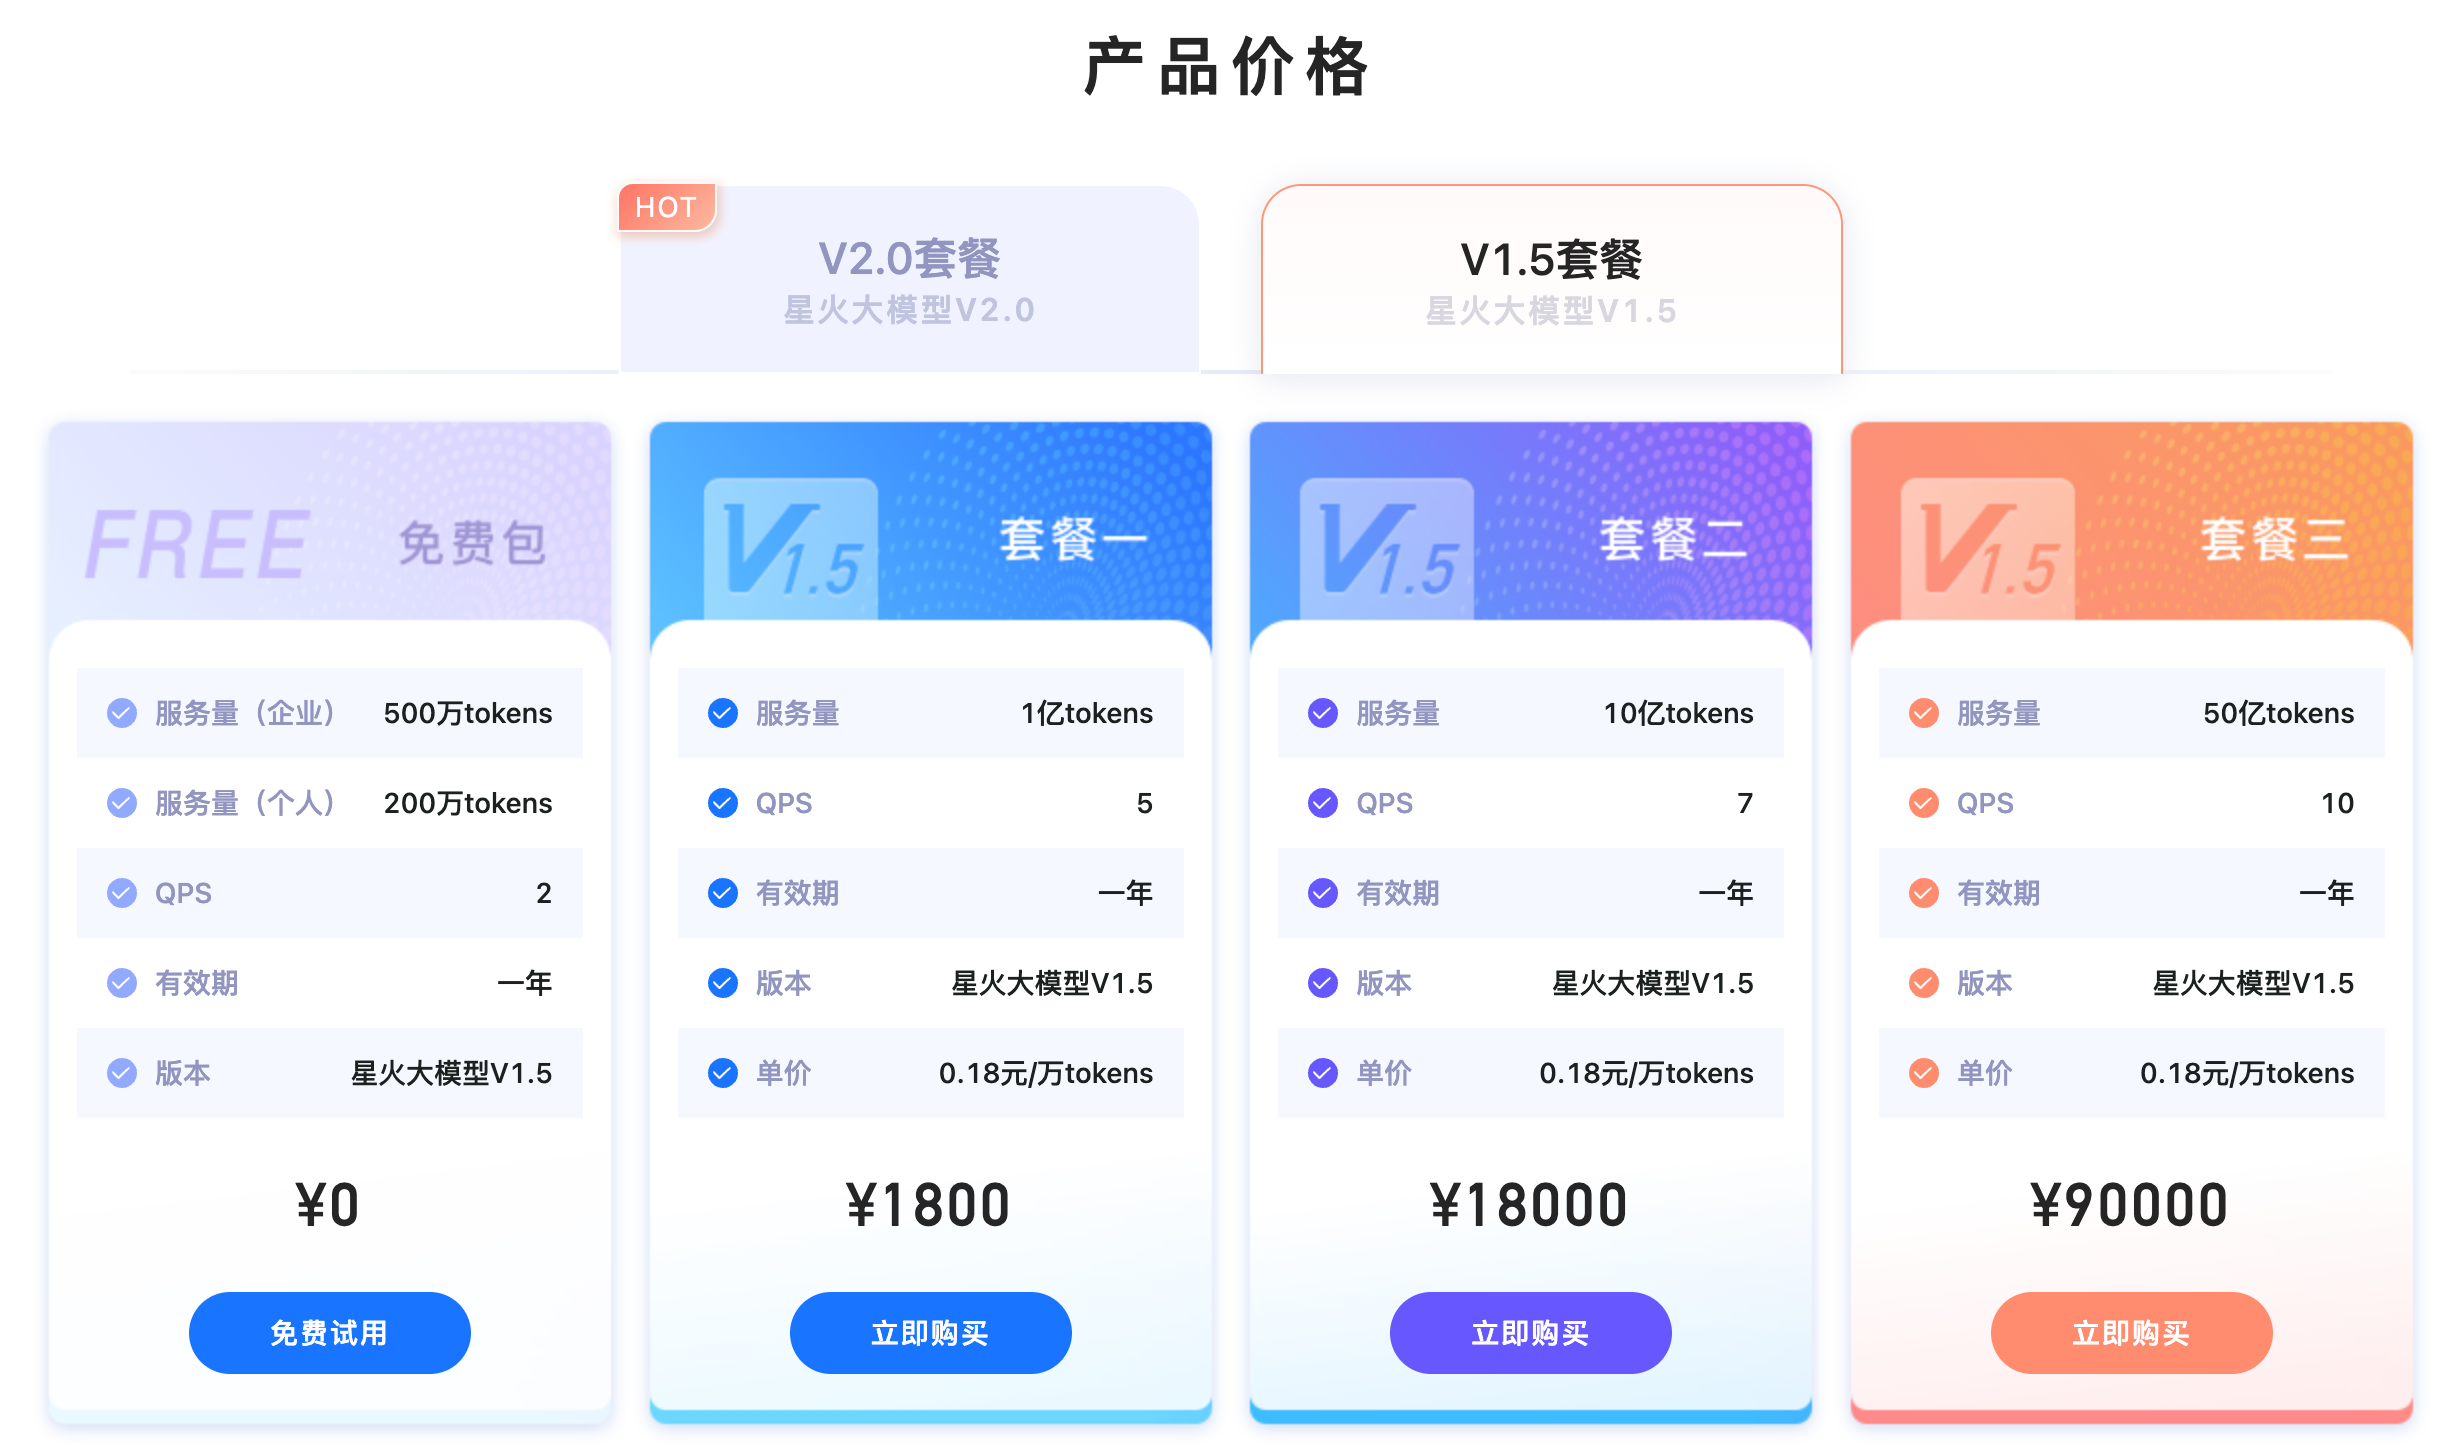 产品价格
HOT
V2.0套餐
星火大模型V2.0
V1.5套餐
星火大模型V1.5
FREE 免费包
服务量（企业） 500万tokens
服务量（个人） 200万tokens
QPS 2
有效期 一年
版本 星火大模型V1.5
¥0
免费试用
V1.5 套餐一
服务量 1亿tokens
QPS 5
有效期 一年
版本 星火大模型V1.5
单价 0.18元/万tokens
¥1800
立即购买
V1.5 套餐二
服务量 10亿tokens
QPS 7
有效期 一年
版本 星火大模型V1.5
单价 0.18元/万tokens
¥18000
立即购买
V1.5 套餐三
服务量 50亿tokens
QPS 10
有效期 一年
版本 星火大模型V1.5
单价 0.18元/万tokens
¥90000
立即购买